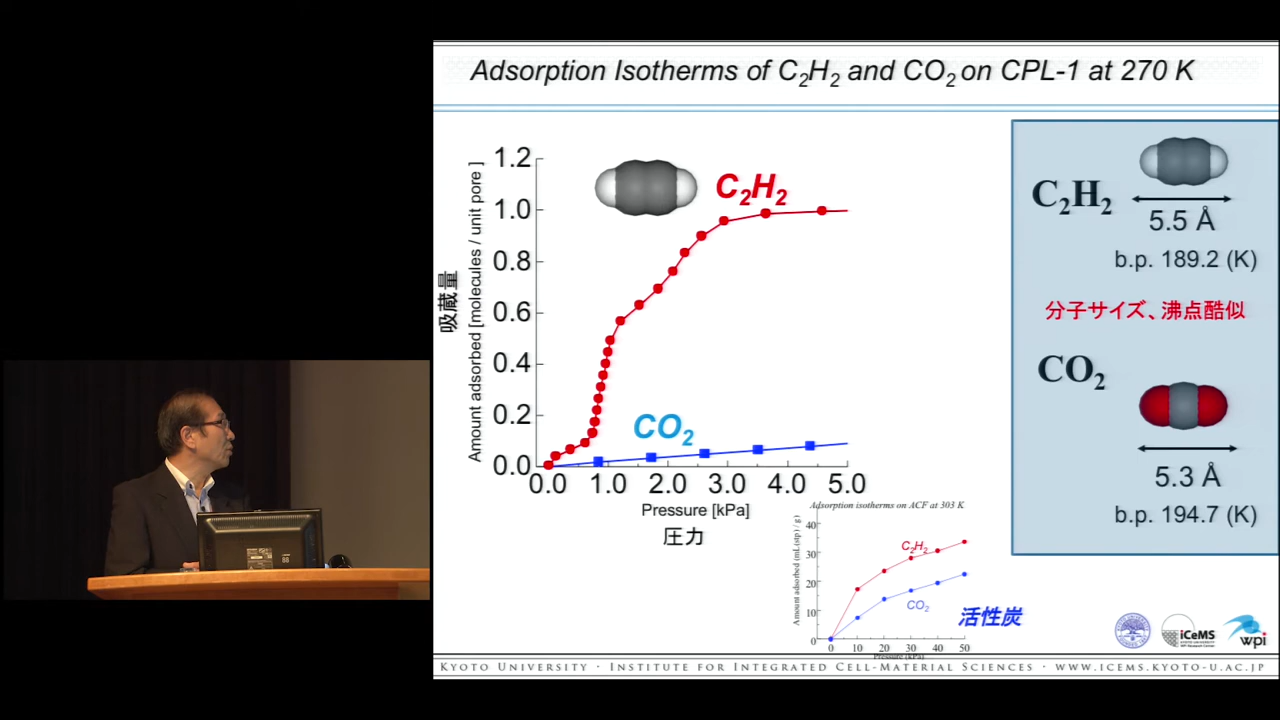 Adsorption Isotherms of C2H2 and CO2 on CPL-1 at 270 K
吸蔵量
Amount adsorbed [molecules / unit pore ]
1.2
1.0
0.8
0.6
0.4
0.2
0.0
C2H2
CO2
0.0 1.0 2.0 3.0 4.0 5.0
Pressure [kPa]
圧力
C2H2
5.5 Å
b.p. 189.2 (K)
分子サイズ、沸点酷似
CO2
5.3 Å
b.p. 194.7 (K)
Adsorption isotherms on ACF at 303 K
Amount adsorbed (mL(stp) / g)
40
30
20
10
0
C2H2
CO2
0 10 20 30 40 50
Pressure (kPa)
活性炭
iCeMS
wpi
KYOTO UNIVERSITY · INSTITUTE FOR INTEGRATED CELL-MATERIAL SCIENCES · WWW.ICEMS.KYOTO-U.AC.JP